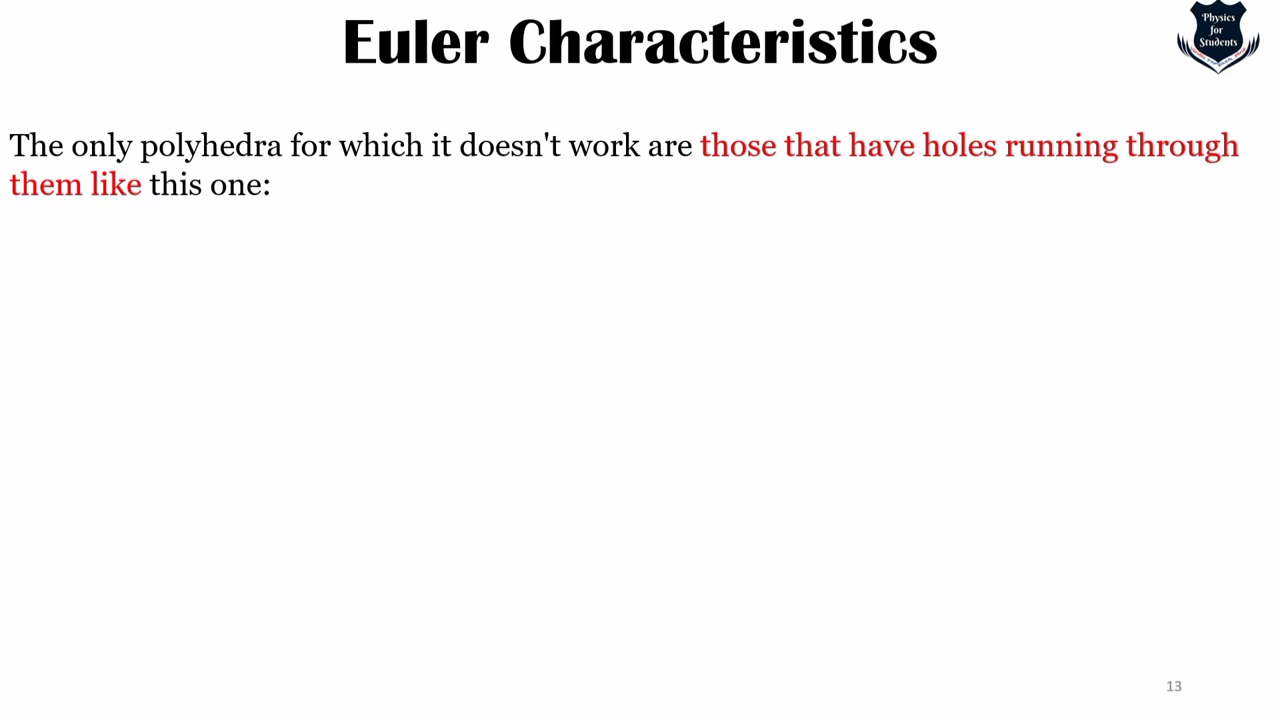 Euler Characteristics
Physics
for
Students
The only polyhedra for which it doesn't work are those that have holes running through
them like this one:
13